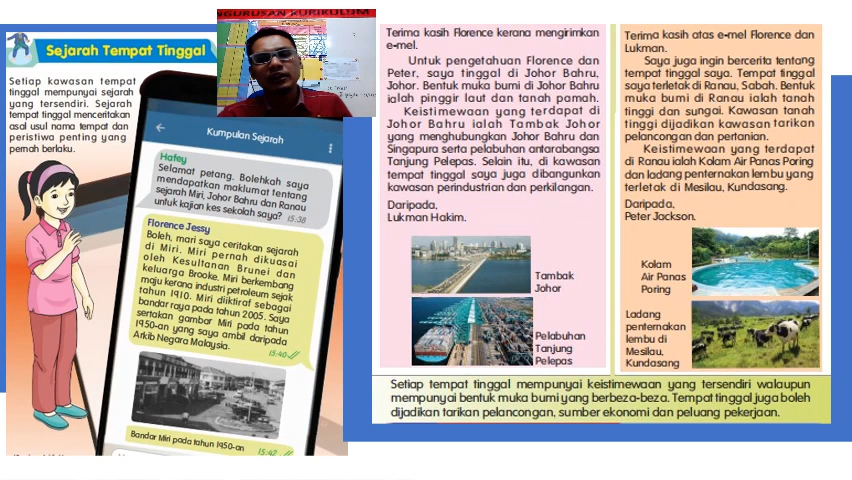 NGURUSAN KURIKULUM
Sejarah Tempat Tinggal
Setiap kawasan tempat
tinggal mempunyai sejarah
yang tersendiri. Sejarah
tempat tinggal menceritakan
asal usul nama tempat dan
peristiwa penting yang
pernah berlaku.
Kumpulan Sejarah
Hafey
Selamat petang. Bolehkah saya
mendapatkan maklumat tentang
sejarah Miri, Johor Bahru dan Ranau
untuk kajian kes sekolah saya? 15:38
Florence Jessy
Boleh, mari saya ceritakan sejarah
di Miri. Miri pernah dikuasai
oleh Kesultanan Brunei dan
keluarga Brooke. Miri berkembang
maju kerana industri petroleum sejak
tahun 1910. Miri diiktiraf sebagai
bandar raya pada tahun 2005. Saya
sertakan gambar Miri pada tahun
1950-an yang saya ambil daripada
Arkib Negara Malaysia.
15:40
Bandar Miri pada tahun 1950-an
15:42
Terima kasih Florence kerana mengirimkan
e-mel.
Untuk pengetahuan Florence dan
Peter, saya tinggal di Johor Bahru,
Johor. Bentuk muka bumi di Johor Bahru
ialah pinggir laut dan tanah pamah.
Keistimewaan yang terdapat di
Johor Bahru ialah Tambak Johor
yang menghubungkan Johor Bahru dan
Singapura serta pelabuhan antarabangsa
Tanjung Pelepas. Selain itu, di kawasan
tempat tinggal saya juga dibangunkan
kawasan perindustrian dan perkilangan.
Daripada,
Lukman Hakim.
Tambak
Johor
Pelabuhan
Tanjung
Pelepas
Terima kasih atas e-mel Florence dan
Lukman.
Saya juga ingin bercerita tentang
tempat tinggal saya. Tempat tinggal
saya terletak di Ranau, Sabah. Bentuk
muka bumi di Ranau ialah tanah
tinggi dan sungai. Kawasan tanah
tinggi dijadikan kawasan tarikan
pelancongan dan pertanian.
Keistimewaan yang terdapat
di Ranau ialah Kolam Air Panas Poring
dan ladang penternakan lembu yang
terletak di Mesilau, Kundasang.
Daripada,
Peter Jackson.
Kolam
Air Panas
Poring
Ladang
penternakan
lembu di
Mesilau,
Kundasang
Setiap tempat tinggal mempunyai keistimewaan yang tersendiri walaupun
mempunyai bentuk muka bumi yang berbeza-beza. Tempat tinggal juga boleh
dijadikan tarikan pelancongan, sumber ekonomi dan peluang pekerjaan.